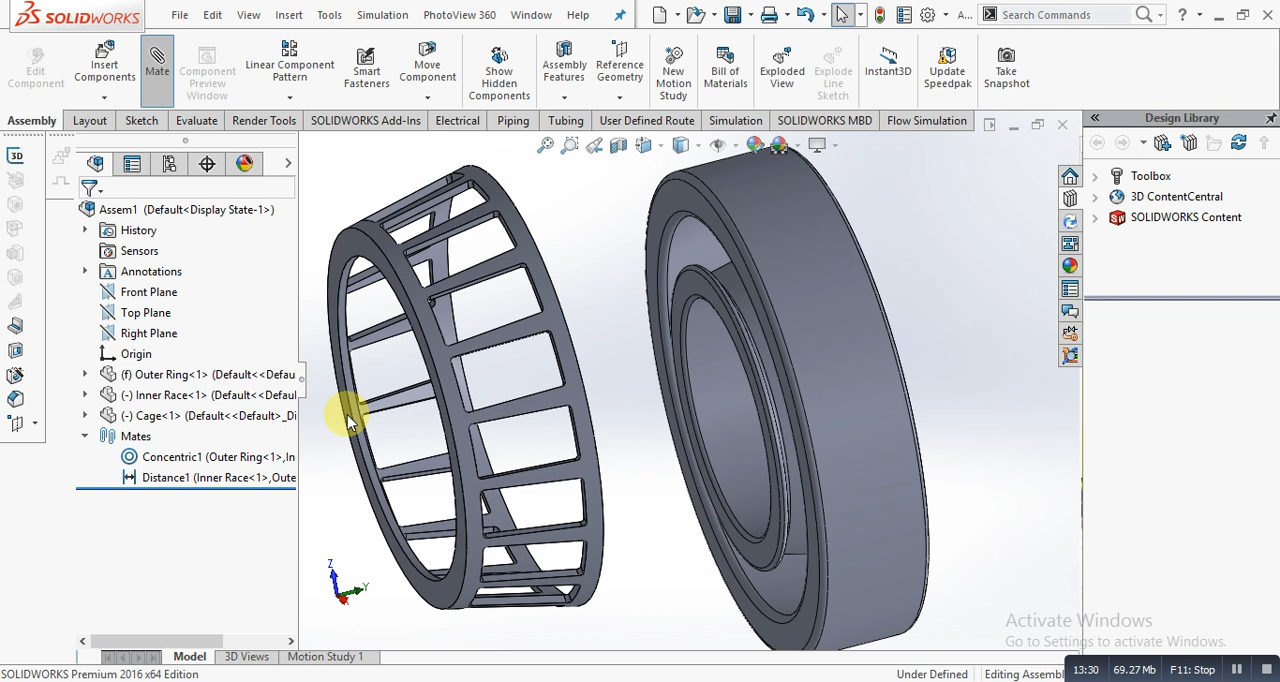 SOLIDWORKS
File Edit View Insert Tools Simulation PhotoView 360 Window Help
A...
Search Commands
?
Edit Component
Insert Components
Mate
Component Preview Window
Linear Component Pattern
Smart Fasteners
Move Component
Show Hidden Components
Assembly Features
Reference Geometry
New Motion Study
Bill of Materials
Exploded View
Explode Line Sketch
Instant3D
Update Speedpak
Take Snapshot
Assembly Layout Sketch Evaluate Render Tools SOLIDWORKS Add-Ins Electrical Piping Tubing User Defined Route Simulation SOLIDWORKS MBD Flow Simulation
Design Library
Toolbox
3D ContentCentral
SOLIDWORKS Content
3D
Assem1 (Default<Display State-1>)
History
Sensors
Annotations
Front Plane
Top Plane
Right Plane
Origin
(f) Outer Ring<1> (Default<<Defau
(-) Inner Race<1> (Default<<Defaul
(-) Cage<1> (Default<<Default>_Di
Mates
Concentric1 (Outer Ring<1>,In
Distance1 (Inner Race<1>,Oute
Z
Y
X
Activate Windows
Go to Settings to activate Windows.
Model 3D Views Motion Study 1
SOLIDWORKS Premium 2016 x64 Edition
Under Defined
Editing Assembl
13:30 69.27 Mb F11: Stop